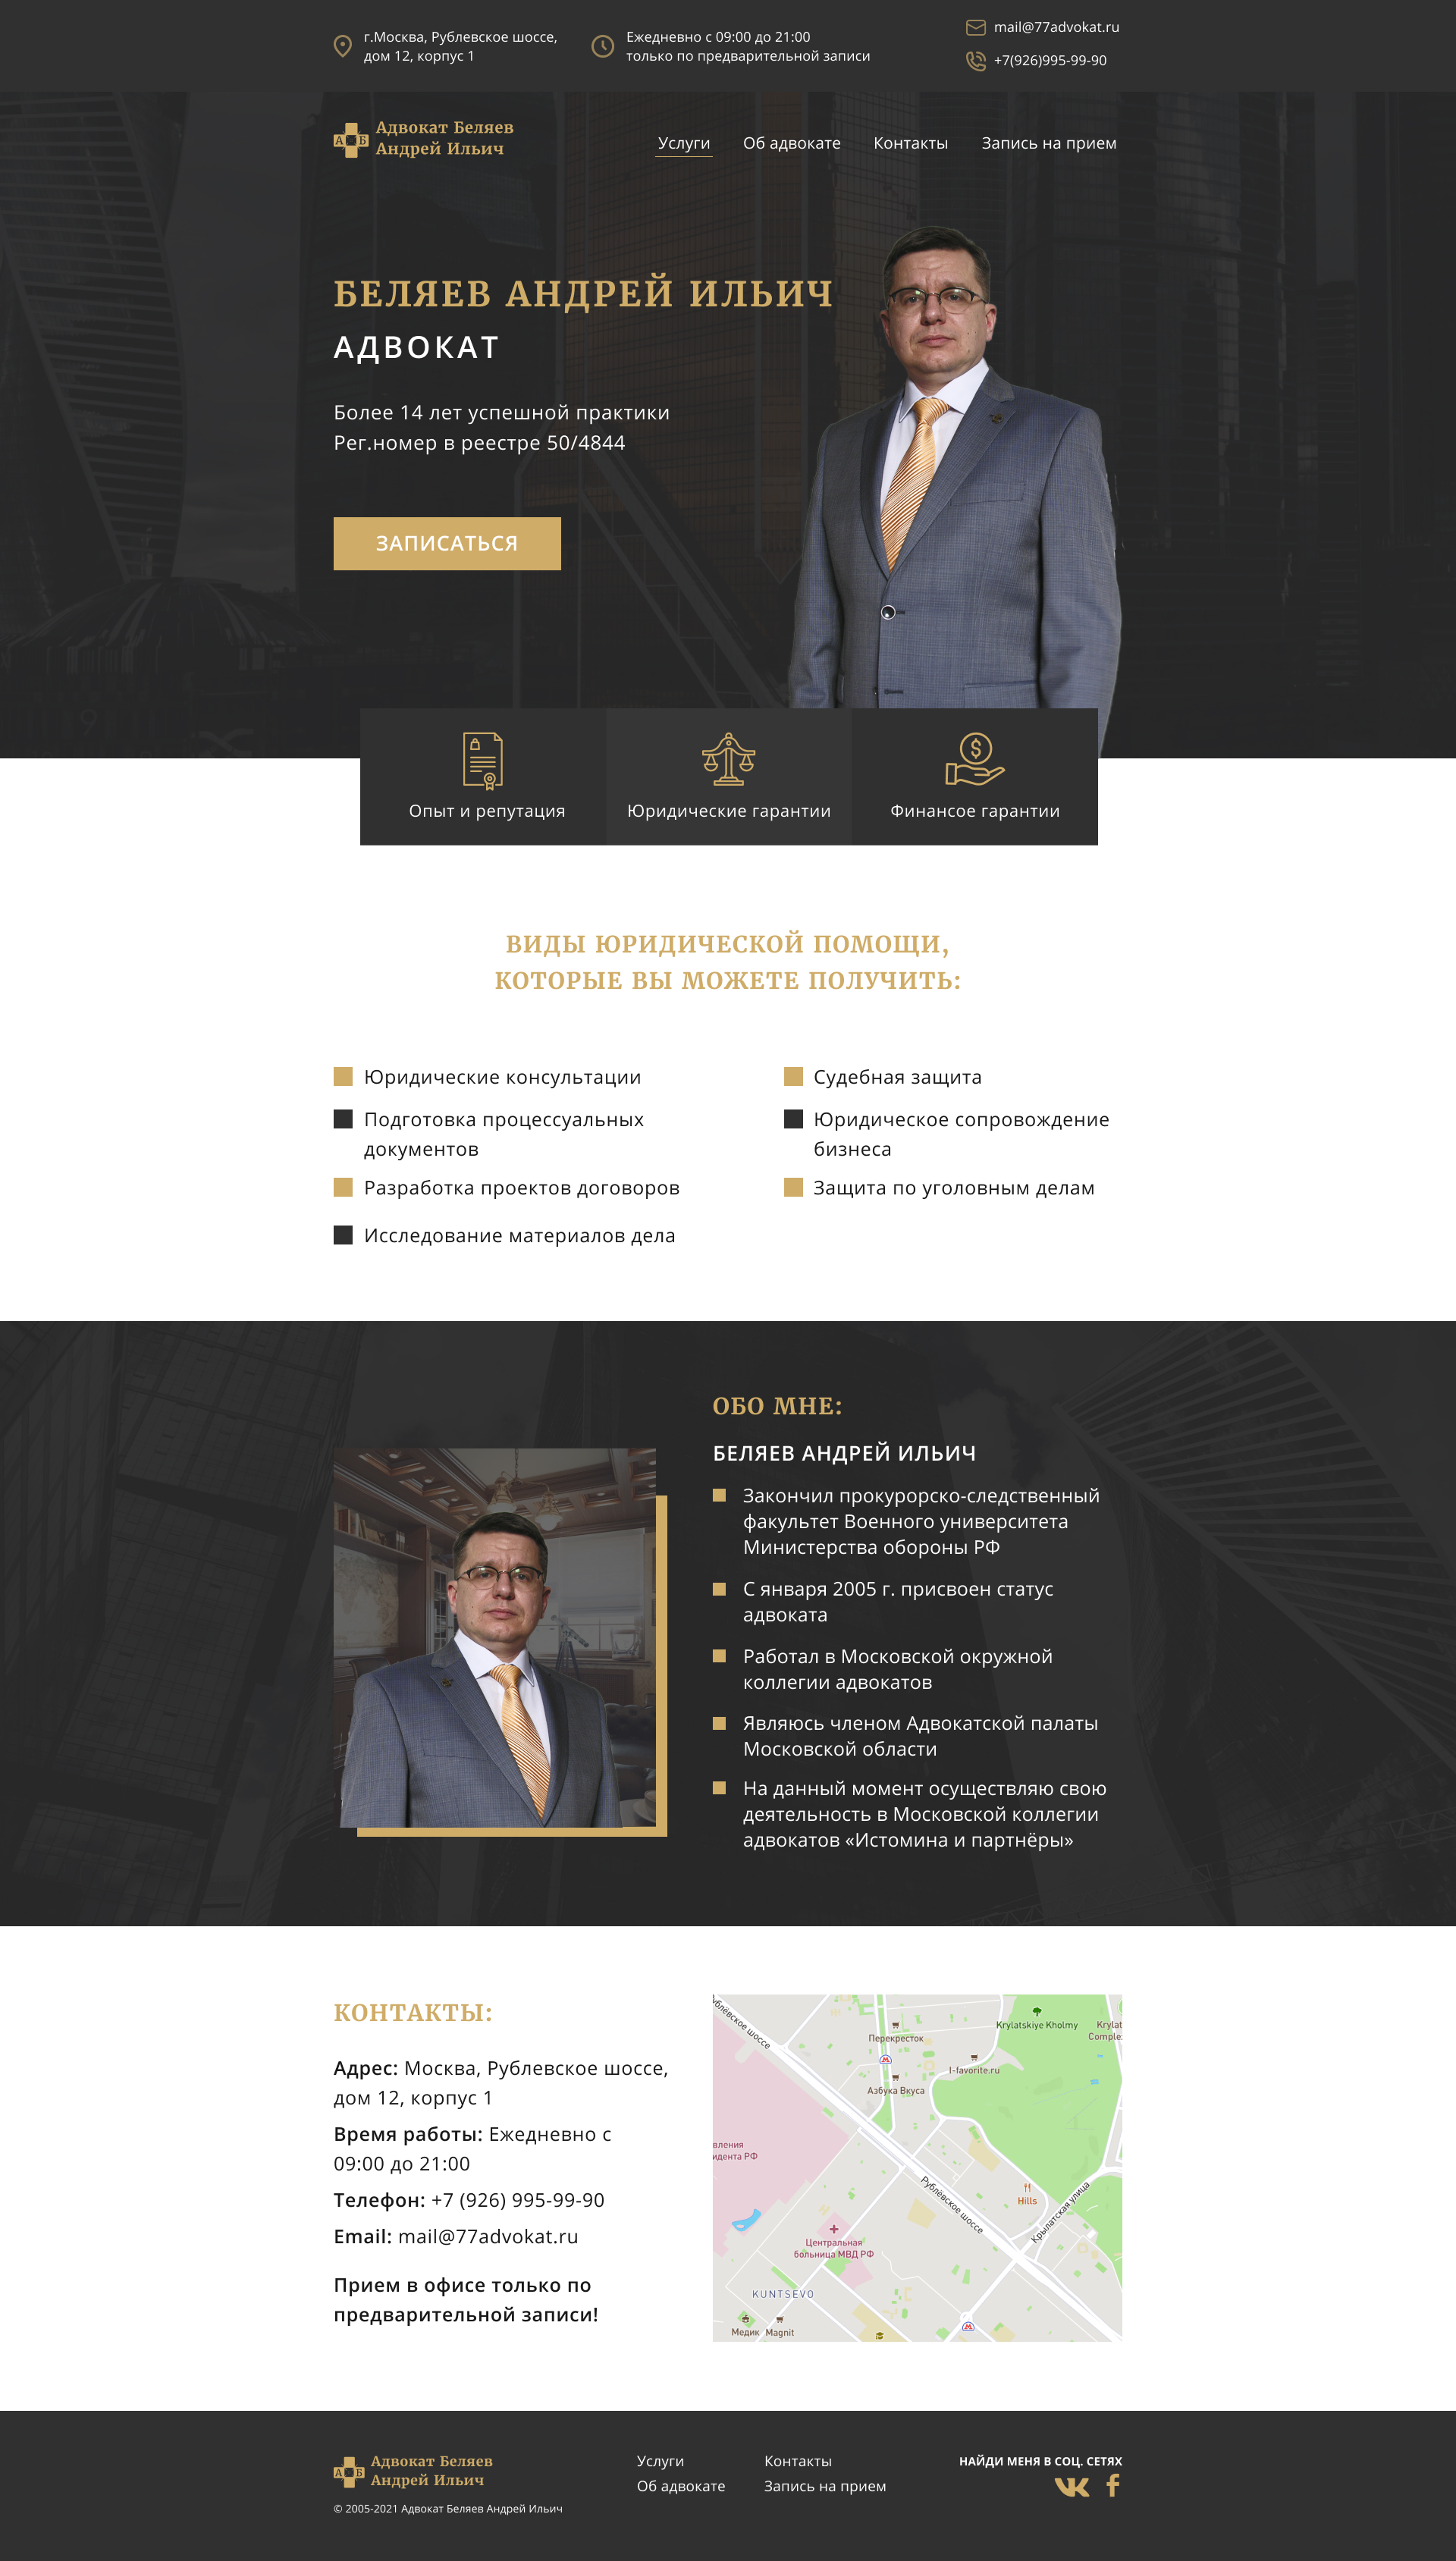 г.Москва, Рублевское шоссе,
дом 12, корпус 1
Ежедневно с 09:00 до 21:00
только по предварительной записи
mail@77advokat.ru
+7(926)995-99-90
А Б
Адвокат Беляев
Андрей Ильич
Услуги Об адвокате Контакты Запись на прием
БЕЛЯЕВ АНДРЕЙ ИЛЬИЧ
АДВОКАТ
Более 14 лет успешной практики
Рег.номер в реестре 50/4844
ЗАПИСАТЬСЯ
Опыт и репутация
Юридические гарантии
Финансое гарантии
ВИДЫ ЮРИДИЧЕСКОЙ ПОМОЩИ,
КОТОРЫЕ ВЫ МОЖЕТЕ ПОЛУЧИТЬ:
Юридические консультации
Подготовка процессуальных
документов
Разработка проектов договоров
Исследование материалов дела
Судебная защита
Юридическое сопровождение
бизнеса
Защита по уголовным делам
ОБО МНЕ:
БЕЛЯЕВ АНДРЕЙ ИЛЬИЧ
Закончил прокурорско-следственный
факультет Военного университета
Министерства обороны РФ
С января 2005 г. присвоен статус
адвоката
Работал в Московской окружной
коллегии адвокатов
Являюсь членом Адвокатской палаты
Московской области
На данный момент осуществляю свою
деятельность в Московской коллегии
адвокатов «Истомина и партнёры»
КОНТАКТЫ:
Адрес: Москва, Рублевское шоссе,
дом 12, корпус 1
Время работы: Ежедневно с
09:00 до 21:00
Телефон: +7 (926) 995-99-90
Email: mail@77advokat.ru
Прием в офисе только по
предварительной записи!
ублёвское шоссе
Перекресток
Krylatskiye Kholmy
Krylat
Comple
I-favorite.ru
Азбука Вкуса
вления
идента РФ
Рублёвское шоссе
Hills
Крылатская улица
Центральная
больница МВД РФ
KUNTSEVO
Медик
Magnit
А Б
Адвокат Беляев
Андрей Ильич
© 2005-2021 Адвокат Беляев Андрей Ильич
Услуги
Об адвокате
Контакты
Запись на прием
НАЙДИ МЕНЯ В СОЦ. СЕТЯХ